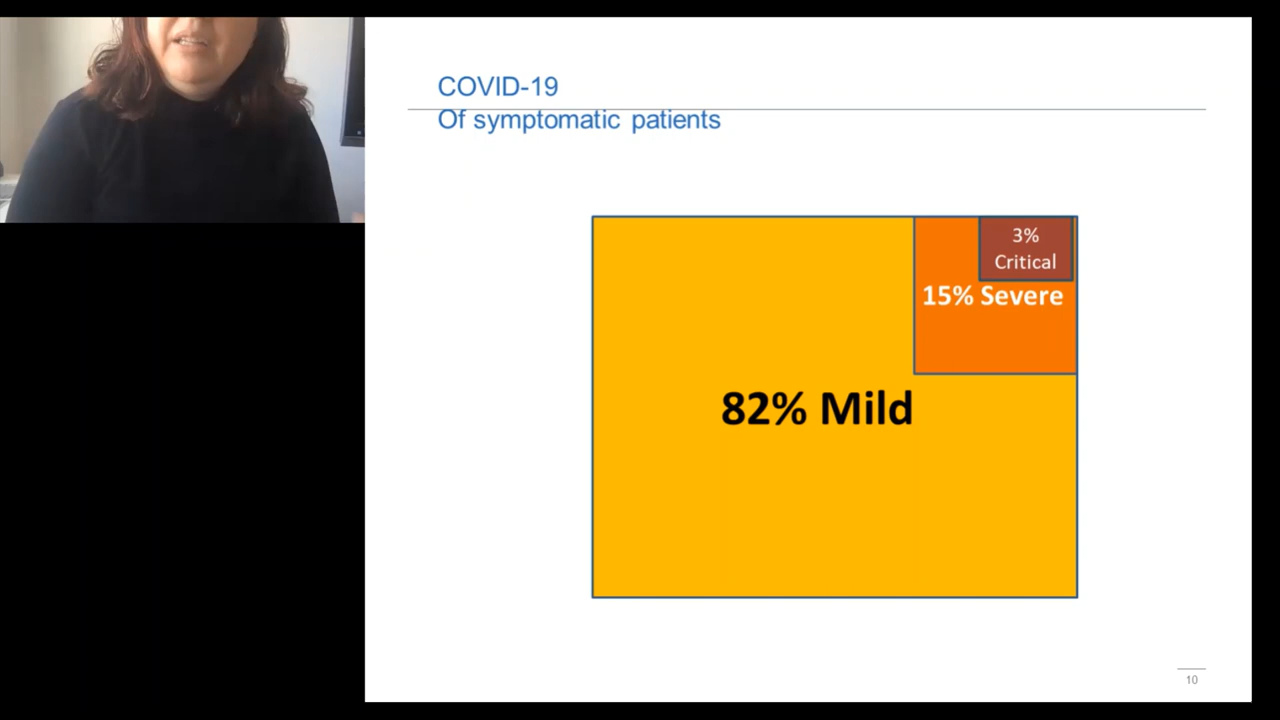 COVID-19
Of symptomatic patients
3%
Critical
15% Severe
82% Mild
10